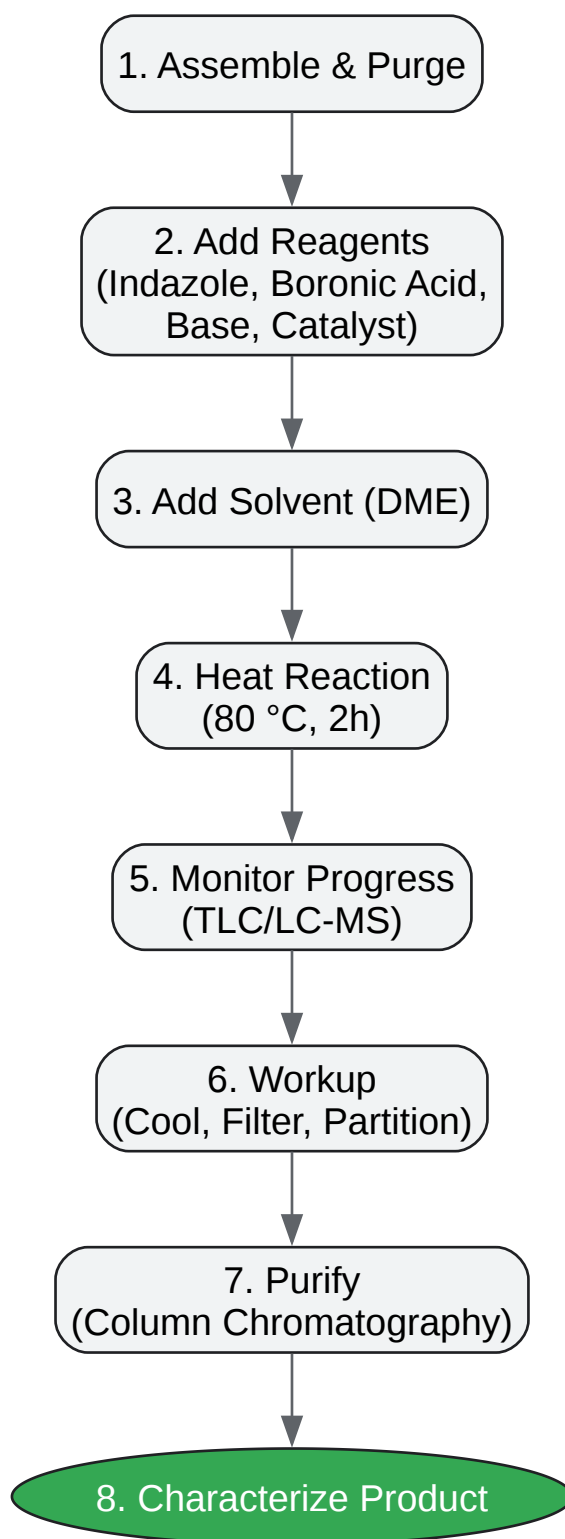 1. Assemble & Purge
2. Add Reagents
(Indazole, Boronic Acid,
Base, Catalyst)
3. Add Solvent (DME)
4. Heat Reaction
(80 °C, 2h)
5. Monitor Progress
(TLC/LC-MS)
6. Workup
(Cool, Filter, Partition)
7. Purify
(Column Chromatography)
8. Characterize Product